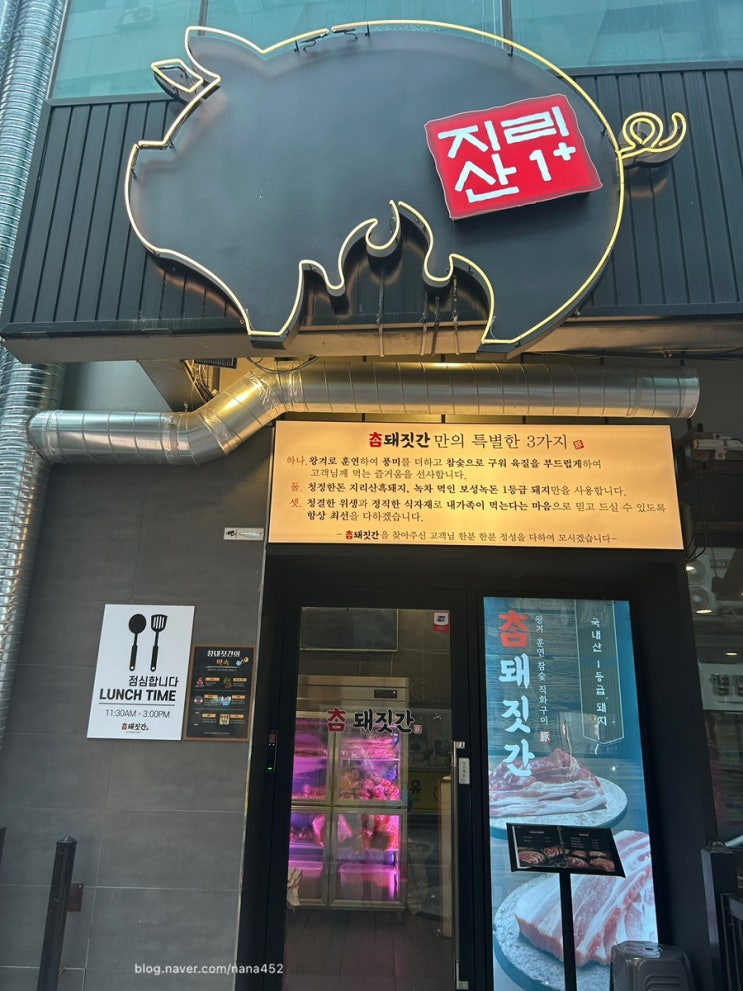 지리
산 1+
참돼짓간만의 특별한 3가지
하나. 왕겨로 훈연하여 풍미를 더하고 참숯으로 구워 육질을 부드럽게하여
고객님께 먹는 즐거움을 선사합니다.
둘. 청정한돈 지리산흑돼지, 녹차 먹인 보성녹돈 1등급 돼지만을 사용합니다.
셋. 청결한 위생과 정직한 식자재로 내가족이 먹는다는 마음으로 믿고 드실 수 있도록
항상 최선을 다하겠습니다.
- 참돼짓간을 찾아주신 고객님 한분 한분 정성을 다하여 모시겠습니다-
점심합니다
LUNCH TIME
11:30AM - 3:00PM
참돼짓간
참돼짓간의
약속
참돼짓간
참돼짓간
왕겨 훈연 참숯 직화구이
국내산 1등급 돼지
blog.naver.com/nana452